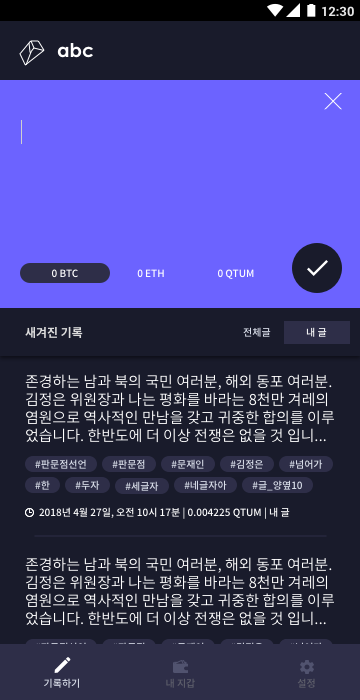 12:30
abc
0 BTC 0 ETH 0 QTUM
새겨진 기록 전체글 내 글
존경하는 남과 북의 국민 여러분, 해외 동포 여러분.
김정은 위원장과 나는 평화를 바라는 8천만 겨레의
염원으로 역사적인 만남을 갖고 귀중한 합의를 이루
었습니다. 한반도에 더 이상 전쟁은 없을 것 입니...
#판문점선언 #판문점 #문재인 #김정은 #넘어가
#한 #두자 #세글자 #네글자아 #글_양옆10
2018년 4월 27일, 오전 10시 17분 | 0.004225 QTUM | 내 글
존경하는 남과 북의 국민 여러분, 해외 동포 여러분.
김정은 위원장과 나는 평화를 바라는 8천만 겨레의
염원으로 역사적인 만남을 갖고 귀중한 합의를 이루
었습니다. 한반도에 더 이상 전쟁은 없을 것 입니...
기록하기 내 지갑 설정